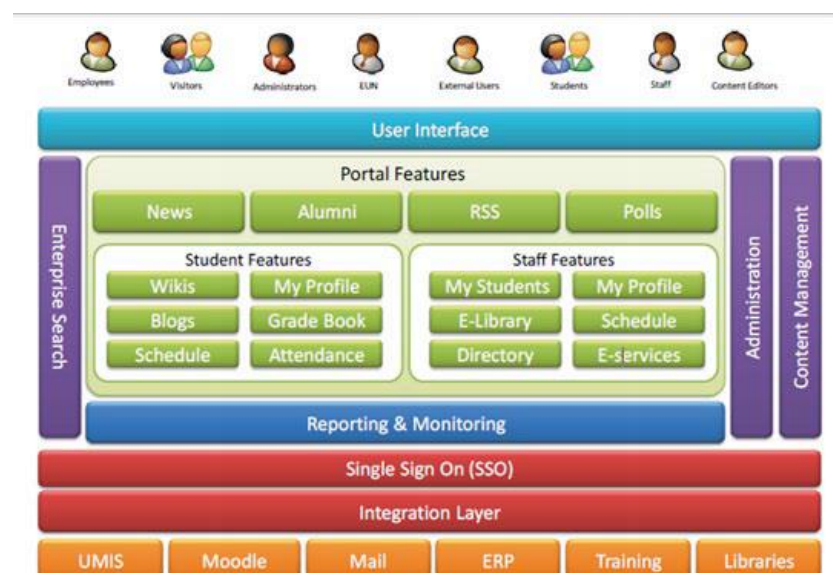 Employees Visitors Administrators EUN External Users Students Staff Content Editors
User Interface
Enterprise Search
Portal Features
News Alumni RSS Polls
Student Features
Wikis My Profile
Blogs Grade Book
Schedule Attendance
Staff Features
My Students My Profile
E-Library Schedule
Directory E-services
Administration
Content Management
Reporting & Monitoring
Single Sign On (SSO)
Integration Layer
UMIS Moodle Mail ERP Training Libraries